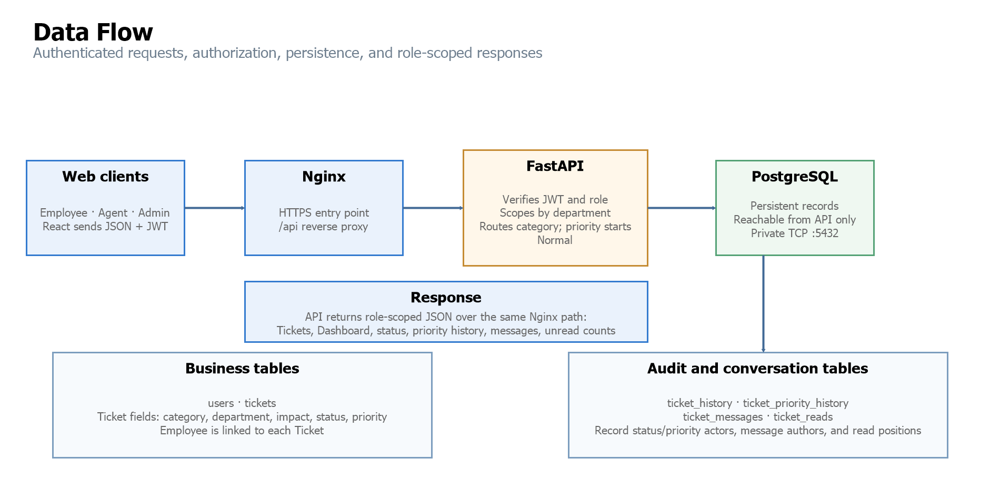 Data Flow
Authenticated requests, authorization, persistence, and role-scoped responses
Web clients
Employee · Agent · Admin
React sends JSON + JWT
Nginx
HTTPS entry point
/api reverse proxy
FastAPI
Verifies JWT and role
Scopes by department
Routes category; priority starts
Normal
PostgreSQL
Persistent records
Reachable from API only
Private TCP :5432
Response
API returns role-scoped JSON over the same Nginx path:
Tickets, Dashboard, status, priority history, messages, unread counts
Business tables
users · tickets
Ticket fields: category, department, impact, status, priority
Employee is linked to each Ticket
Audit and conversation tables
ticket_history · ticket_priority_history
ticket_messages · ticket_reads
Record status/priority actors, message authors, and read positions